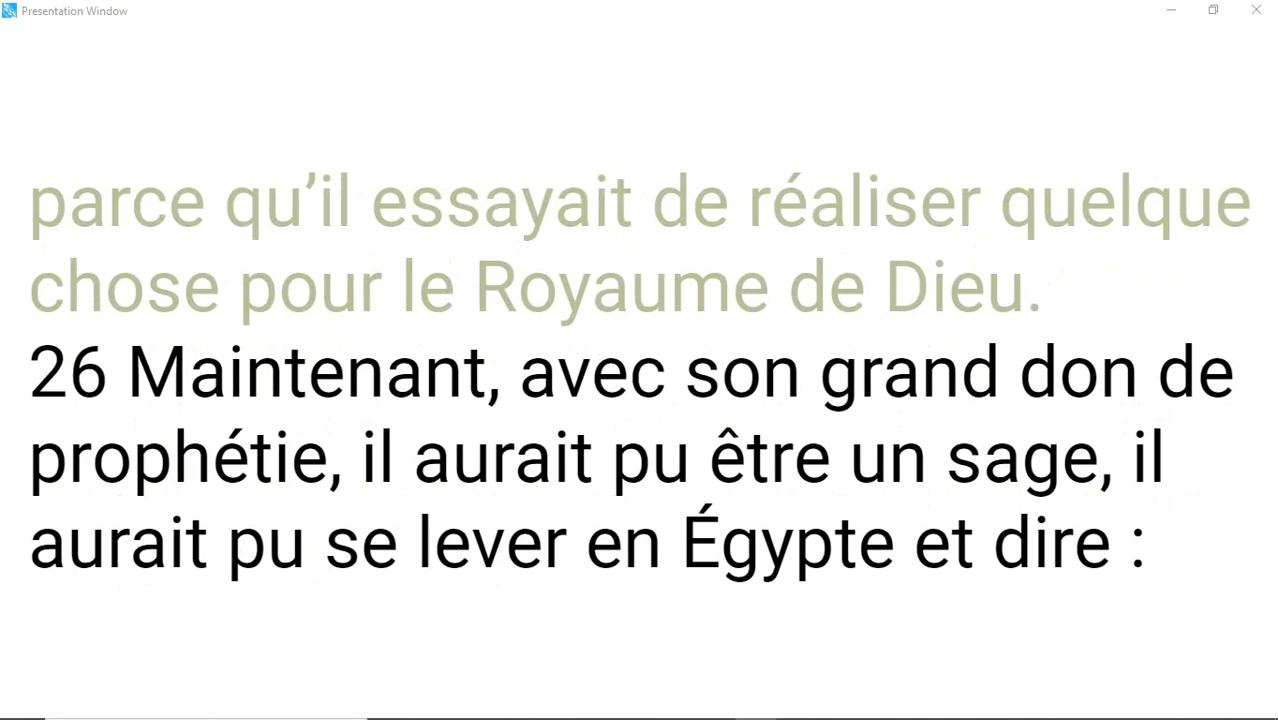 Presentation Window
parce qu’il essayait de réaliser quelque
chose pour le Royaume de Dieu.
26 Maintenant, avec son grand don de
prophétie, il aurait pu être un sage, il
aurait pu se lever en Égypte et dire :